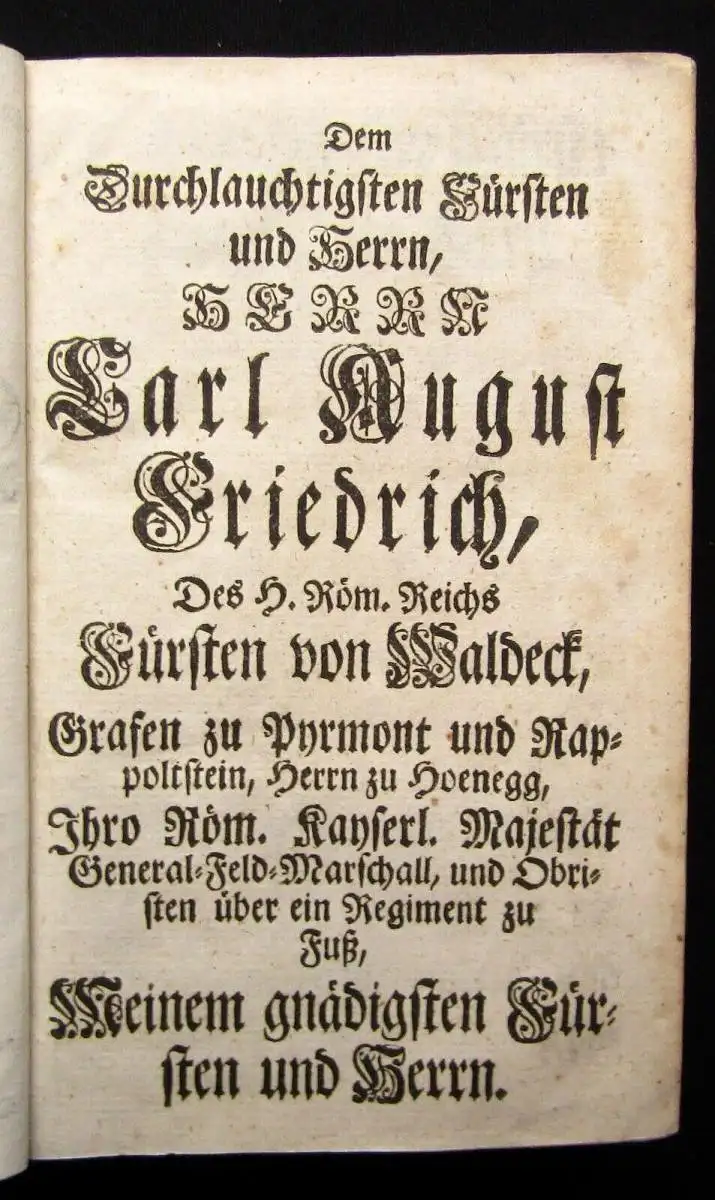 Dem
Durchlauchtigſten Fürſten
und Herrn,
HERRN
Carl Auguſt
Friedrich,
Des H. Röm. Reichs
Fürſten von Waldeck,
Grafen zu Pyrmont und Rap-
poltſtein, Herrn zu Hoenegg,
Ihro Röm. Kayſerl. Majeſtät
General-Feld-Marſchall, und Obri-
ſten über ein Regiment zu
Fuß,
Meinem gnädigſten Für-
ſten und Herrn.